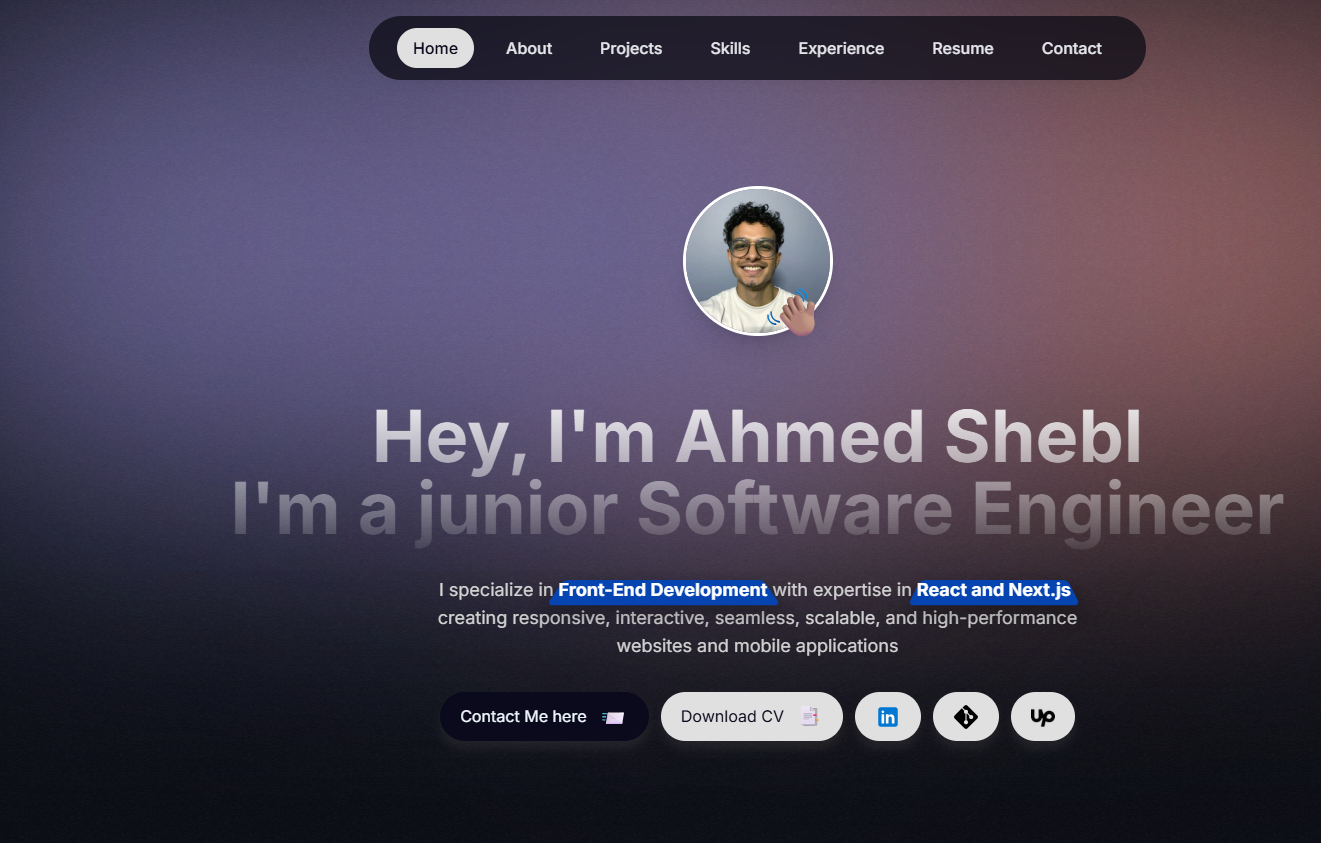 Home About Projects Skills Experience Resume Contact
Hey, I'm Ahmed Shebl
I'm a junior Software Engineer
I specialize in Front-End Development with expertise in React and Next.js
creating responsive, interactive, seamless, scalable, and high-performance
websites and mobile applications
Contact Me here Download CV in Up